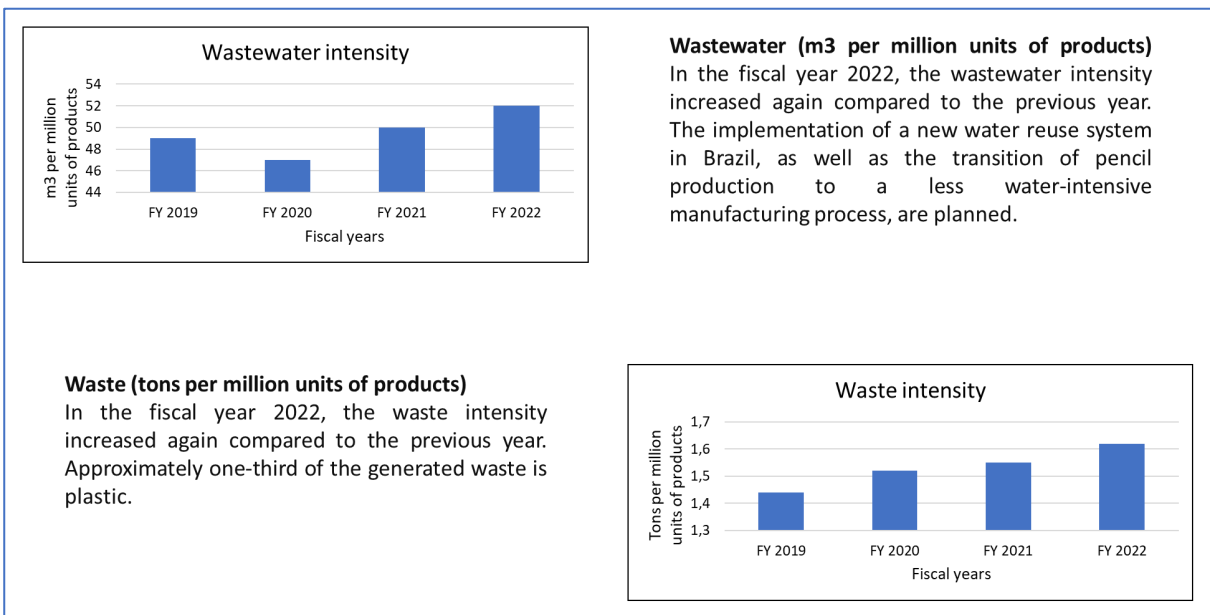 Wastewater intensity
m3 per million
units of products
54
52
50
48
46
44
FY 2019
FY 2020
FY 2021
FY 2022
Fiscal years
Wastewater (m3 per million units of products)
In the fiscal year 2022, the wastewater intensity
increased again compared to the previous year.
The implementation of a new water reuse system
in Brazil, as well as the transition of pencil
production to a less water-intensive
manufacturing process, are planned.
Waste (tons per million units of products)
In the fiscal year 2022, the waste intensity
increased again compared to the previous year.
Approximately one-third of the generated waste is
plastic.
Waste intensity
Tons per million
units of products
1,7
1,6
1,5
1,4
1,3
FY 2019
FY 2020
FY 2021
FY 2022
Fiscal years